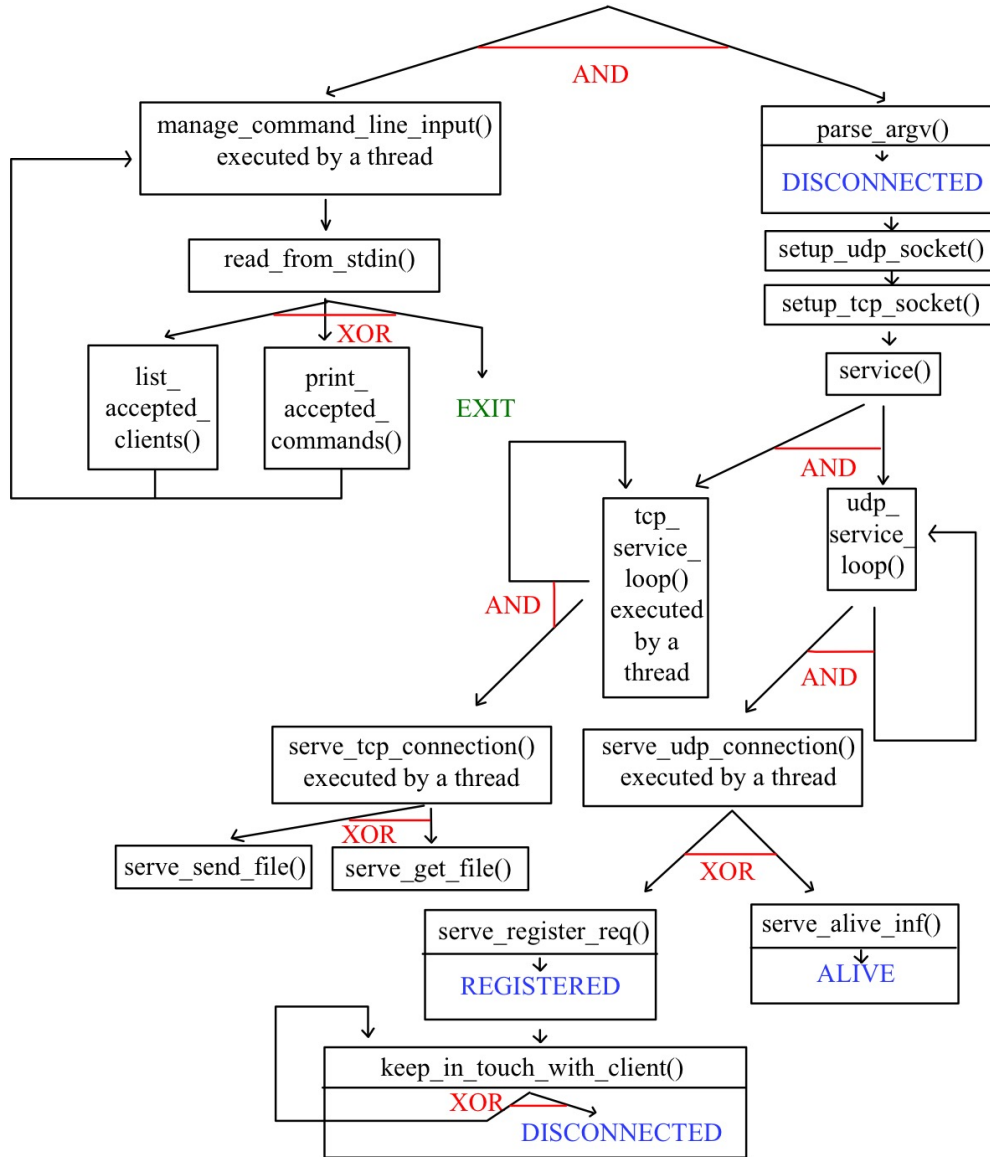 AND
manage_command_line_input()
executed by a thread
parse_argv()
DISCONNECTED
read_from_stdin()
setup_udp_socket()
setup_tcp_socket()
XOR
list_
accepted_
clients()
print_
accepted_
commands()
EXIT
service()
AND
tcp_
service_
loop()
executed
by a
thread
udp_
service_
loop()
AND
AND
serve_tcp_connection()
executed by a thread
serve_udp_connection()
executed by a thread
XOR
serve_send_file()
serve_get_file()
XOR
serve_register_req()
REGISTERED
serve_alive_inf()
ALIVE
keep_in_touch_with_client()
XOR
DISCONNECTED